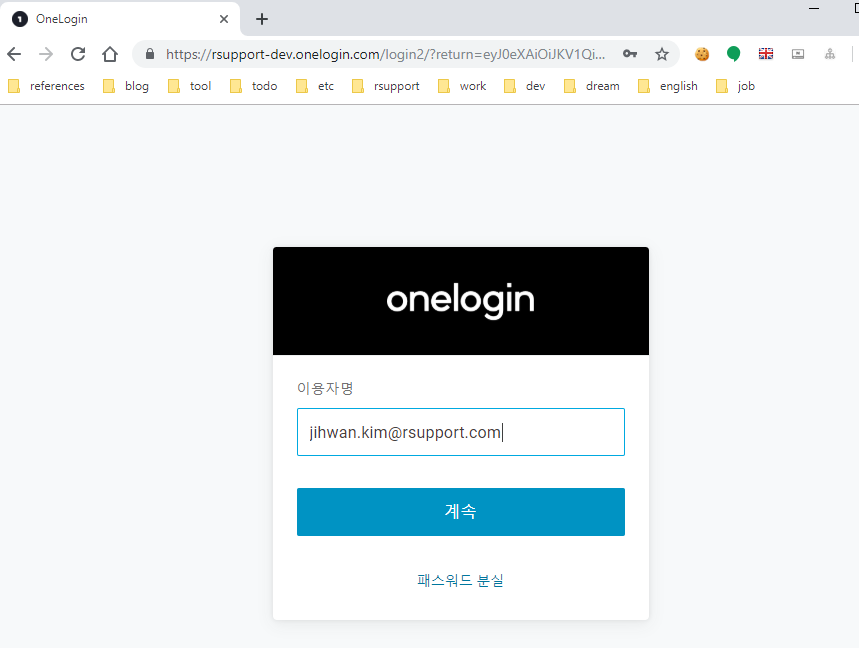 OneLogin
https://rsupport-dev.onelogin.com/login2/?return=eyJ0eXAiOiJKV1Qi...
references blog tool todo etc rsupport work dev dream english job
onelogin
이용자명
jihwan.kim@rsupport.com
계속
패스워드 분실